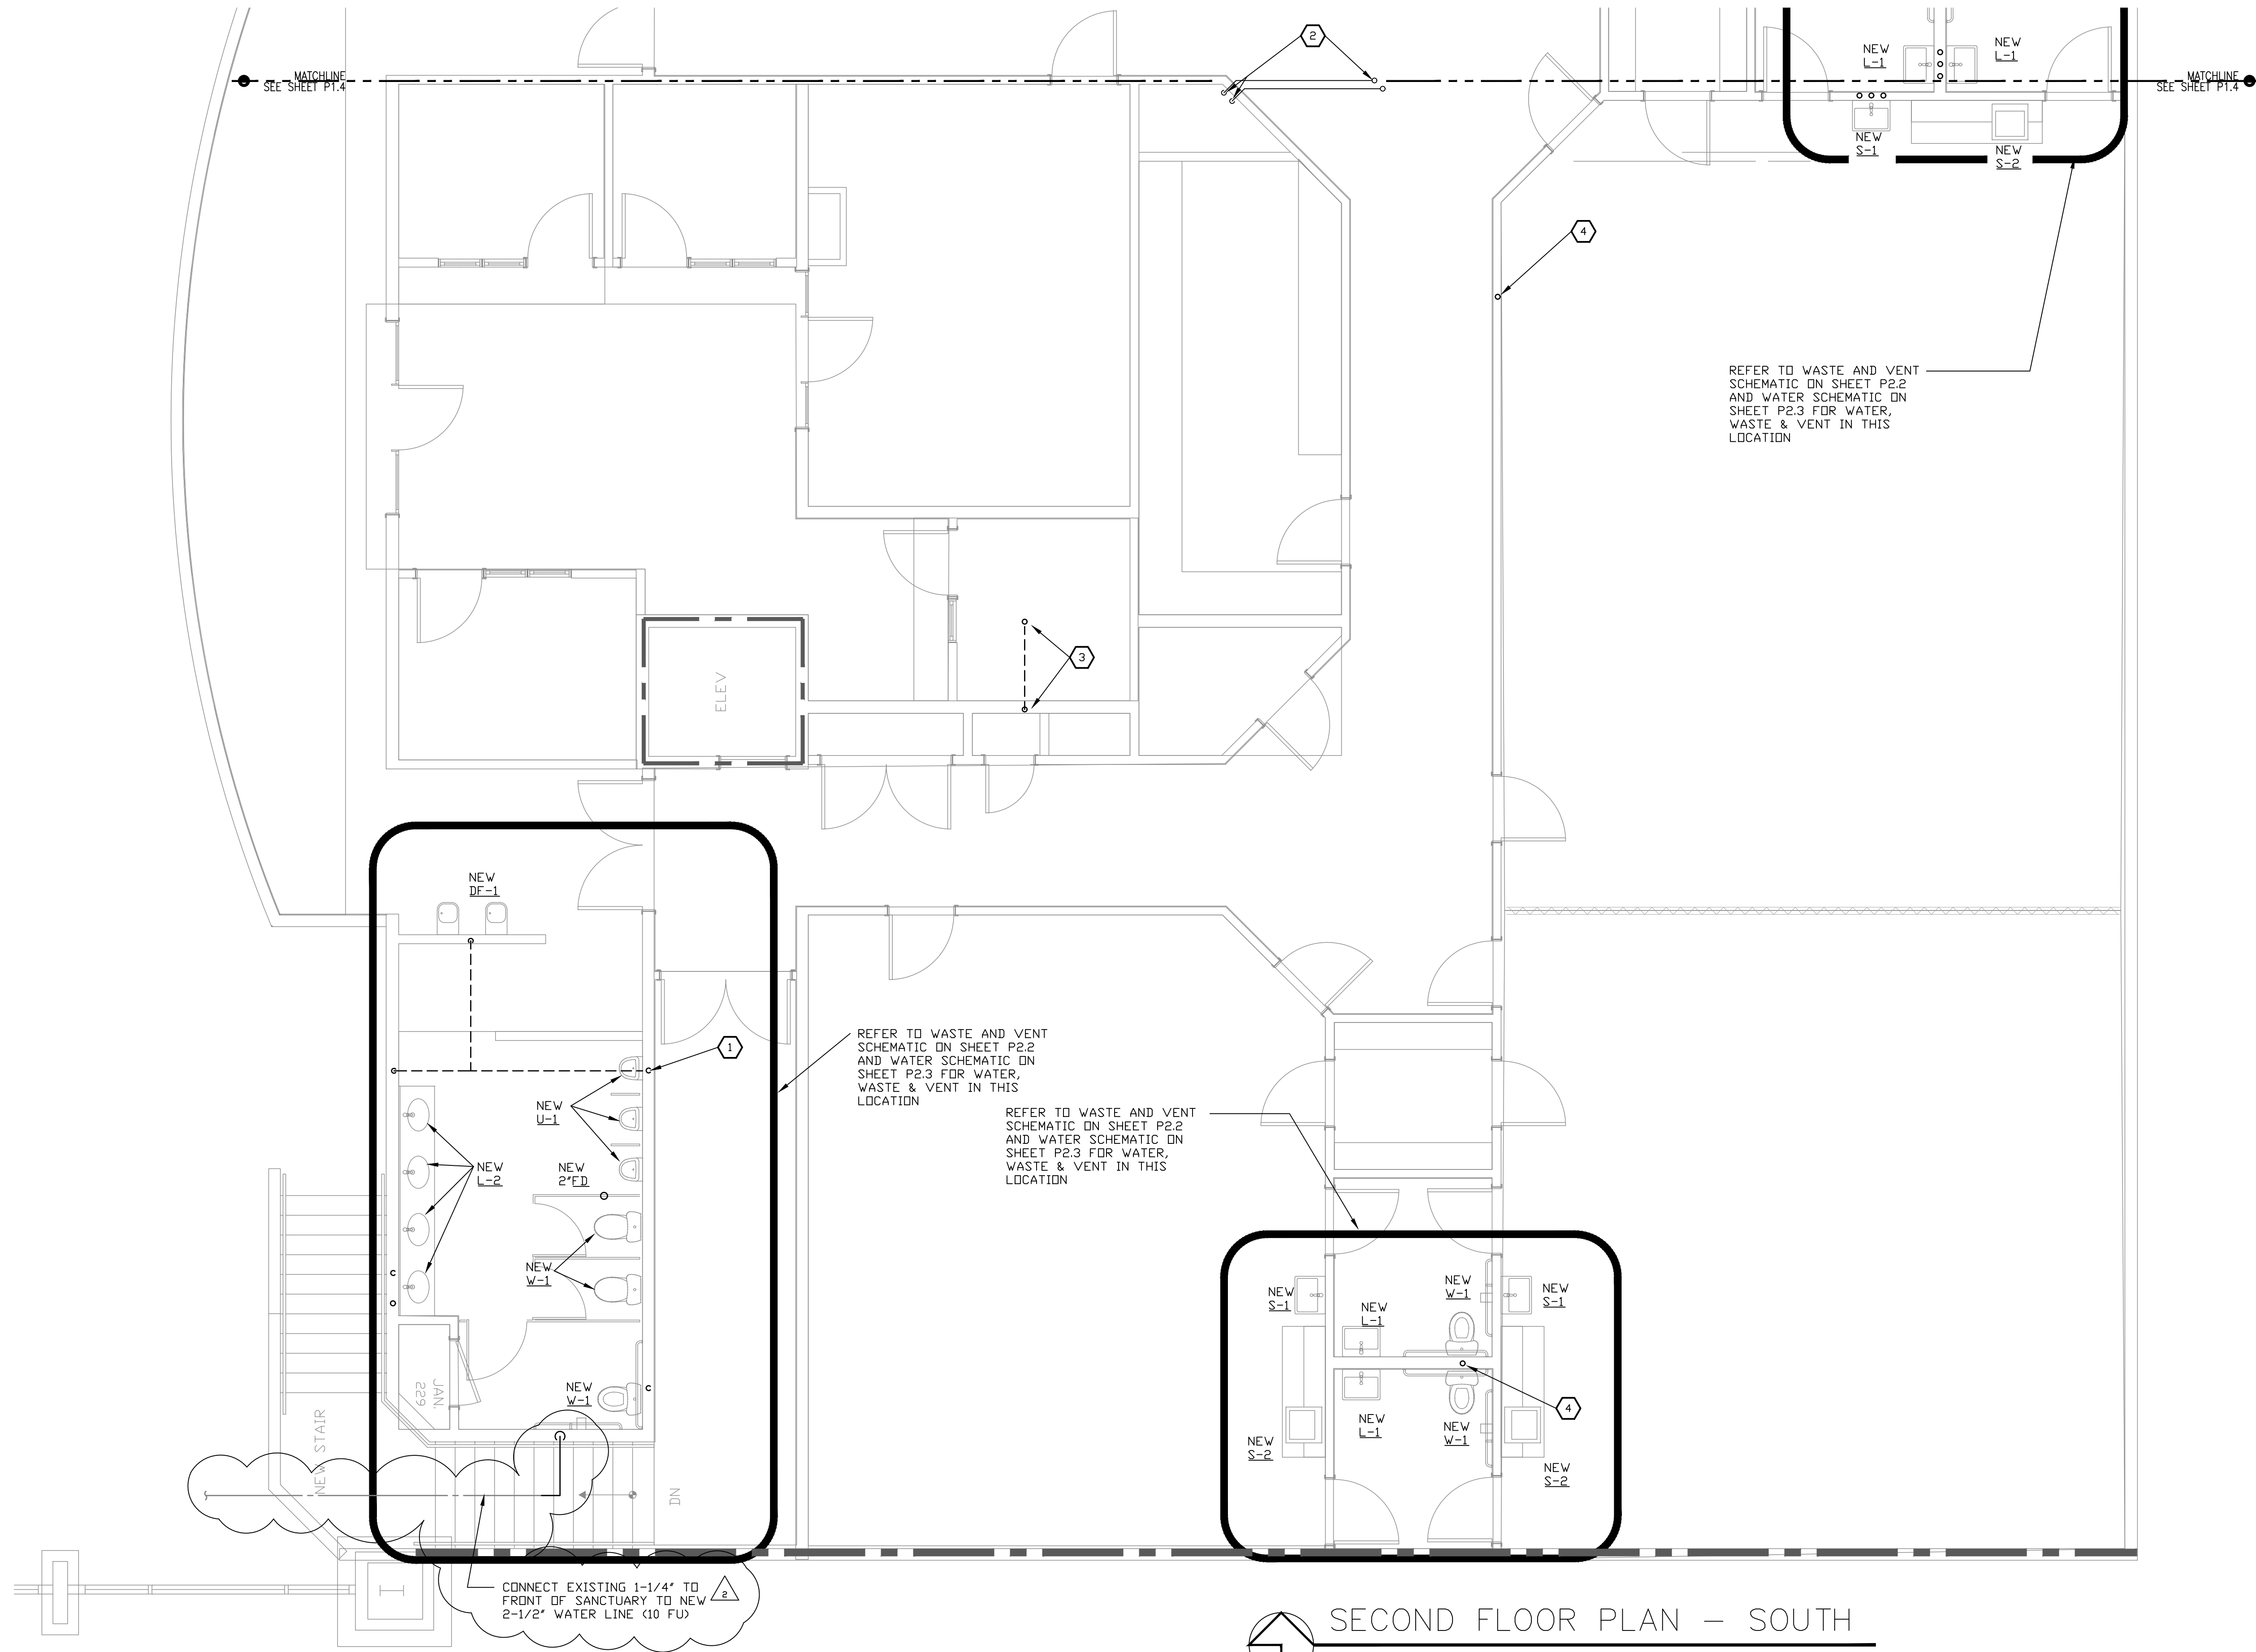 2
NEW
L-1
NEW
L-1
MATCHLINE
SEE SHEET P1.4
MATCHLINE
SEE SHEET P1.4
NEW
S-1
NEW
S-2
4
REFER TO WASTE AND VENT
SCHEMATIC ON SHEET P2.2
AND WATER SCHEMATIC ON
SHEET P2.3 FOR WATER,
WASTE & VENT IN THIS
LOCATION
3
ELEV
NEW
DF-1
1
REFER TO WASTE AND VENT
SCHEMATIC ON SHEET P2.2
AND WATER SCHEMATIC ON
SHEET P2.3 FOR WATER,
WASTE & VENT IN THIS
LOCATION
REFER TO WASTE AND VENT
SCHEMATIC ON SHEET P2.2
AND WATER SCHEMATIC ON
SHEET P2.3 FOR WATER,
WASTE & VENT IN THIS
LOCATION
NEW
U-1
NEW
L-2
NEW
2"FD
NEW
W-1
NEW
W-1
JAN.
229
NEW STAIR
DN
NEW
S-1
NEW
L-1
NEW
W-1
NEW
S-1
NEW
L-1
NEW
W-1
4
NEW
S-2
NEW
S-2
CONNECT EXISTING 1-1/4" TO
FRONT OF SANCTUARY TO NEW
2-1/2" WATER LINE (10 FU)
2
SECOND FLOOR PLAN - SOUTH